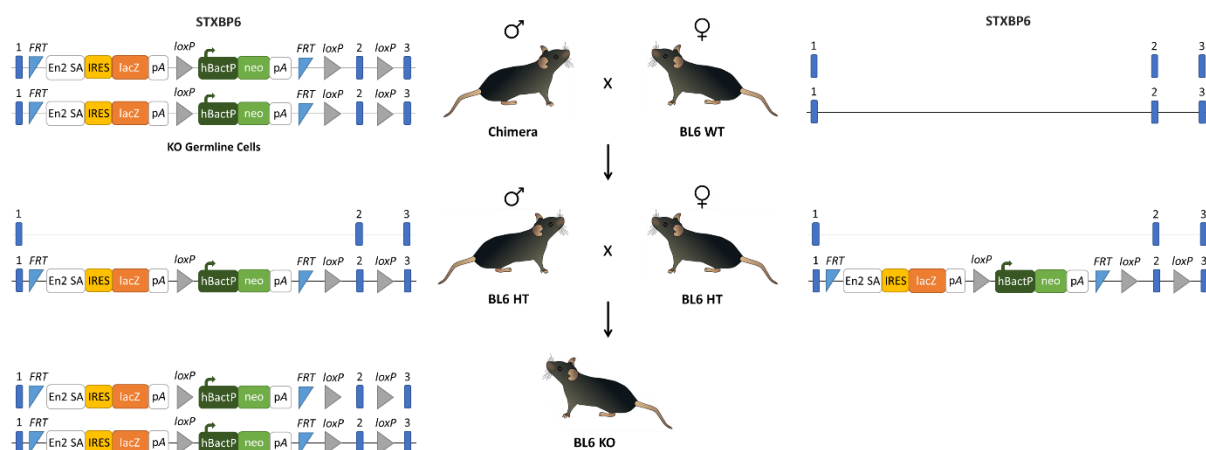 STXBP6
1 FRT loxP FRT loxP 2 loxP 3
En2 SA IRES lacZ pA hBactP neo pA
1 FRT loxP FRT loxP 2 loxP 3
En2 SA IRES lacZ pA hBactP neo pA
KO Germline Cells
♂ ♀
X
Chimera BL6 WT
STXBP6
1 2 3
1 2 3
1 2 3
1 FRT loxP FRT loxP 2 loxP 3
En2 SA IRES lacZ pA hBactP neo pA
♂ ♀
X
BL6 HT BL6 HT
1 2 3
1 FRT loxP FRT loxP 2 loxP 3
En2 SA IRES lacZ pA hBactP neo pA
1 FRT loxP FRT loxP 2 loxP 3
En2 SA IRES lacZ pA hBactP neo pA
1 FRT loxP FRT loxP 2 loxP 3
En2 SA IRES lacZ pA hBactP neo pA
BL6 KO